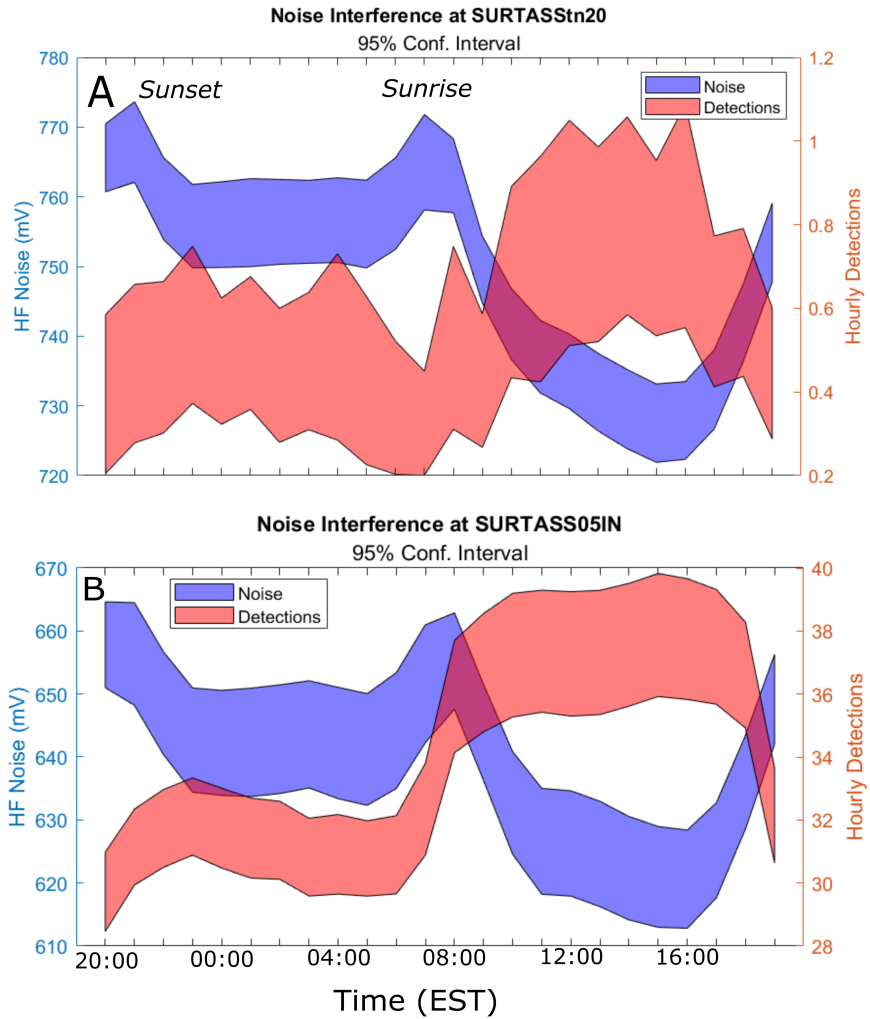 Noise Interference at SURTASStn20
95% Conf. Interval
A
Sunset
Sunrise
Noise
Detections
780
770
760
750
740
730
720
HF Noise (mV)
1.2
1
0.8
0.6
0.4
0.2
Hourly Detections
Noise Interference at SURTASS05IN
95% Conf. Interval
B
Noise
Detections
670
660
650
640
630
620
610
HF Noise (mV)
40
38
36
34
32
30
28
Hourly Detections
20:00 00:00 04:00 08:00 12:00 16:00
Time (EST)